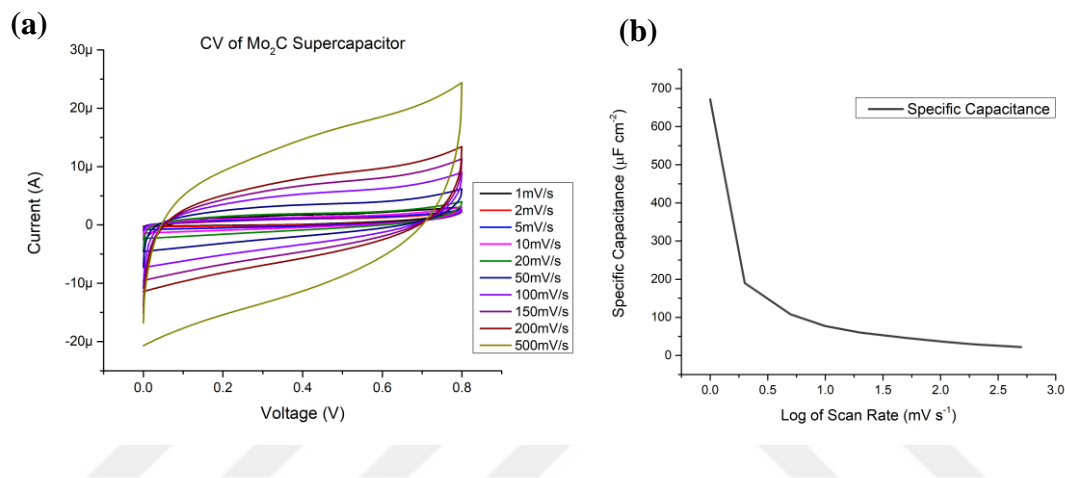 (a)
CV of Mo₂C Supercapacitor
30µ
20µ
10µ
0
-10µ
-20µ
Current (A)
0.0 0.2 0.4 0.6 0.8
Voltage (V)
1mV/s
2mV/s
5mV/s
10mV/s
20mV/s
50mV/s
100mV/s
150mV/s
200mV/s
500mV/s
(b)
700
600
500
400
300
200
100
0
Specific Capacitance (µF cm⁻²)
Specific Capacitance
0.0 0.5 1.0 1.5 2.0 2.5 3.0
Log of Scan Rate (mV s⁻¹)